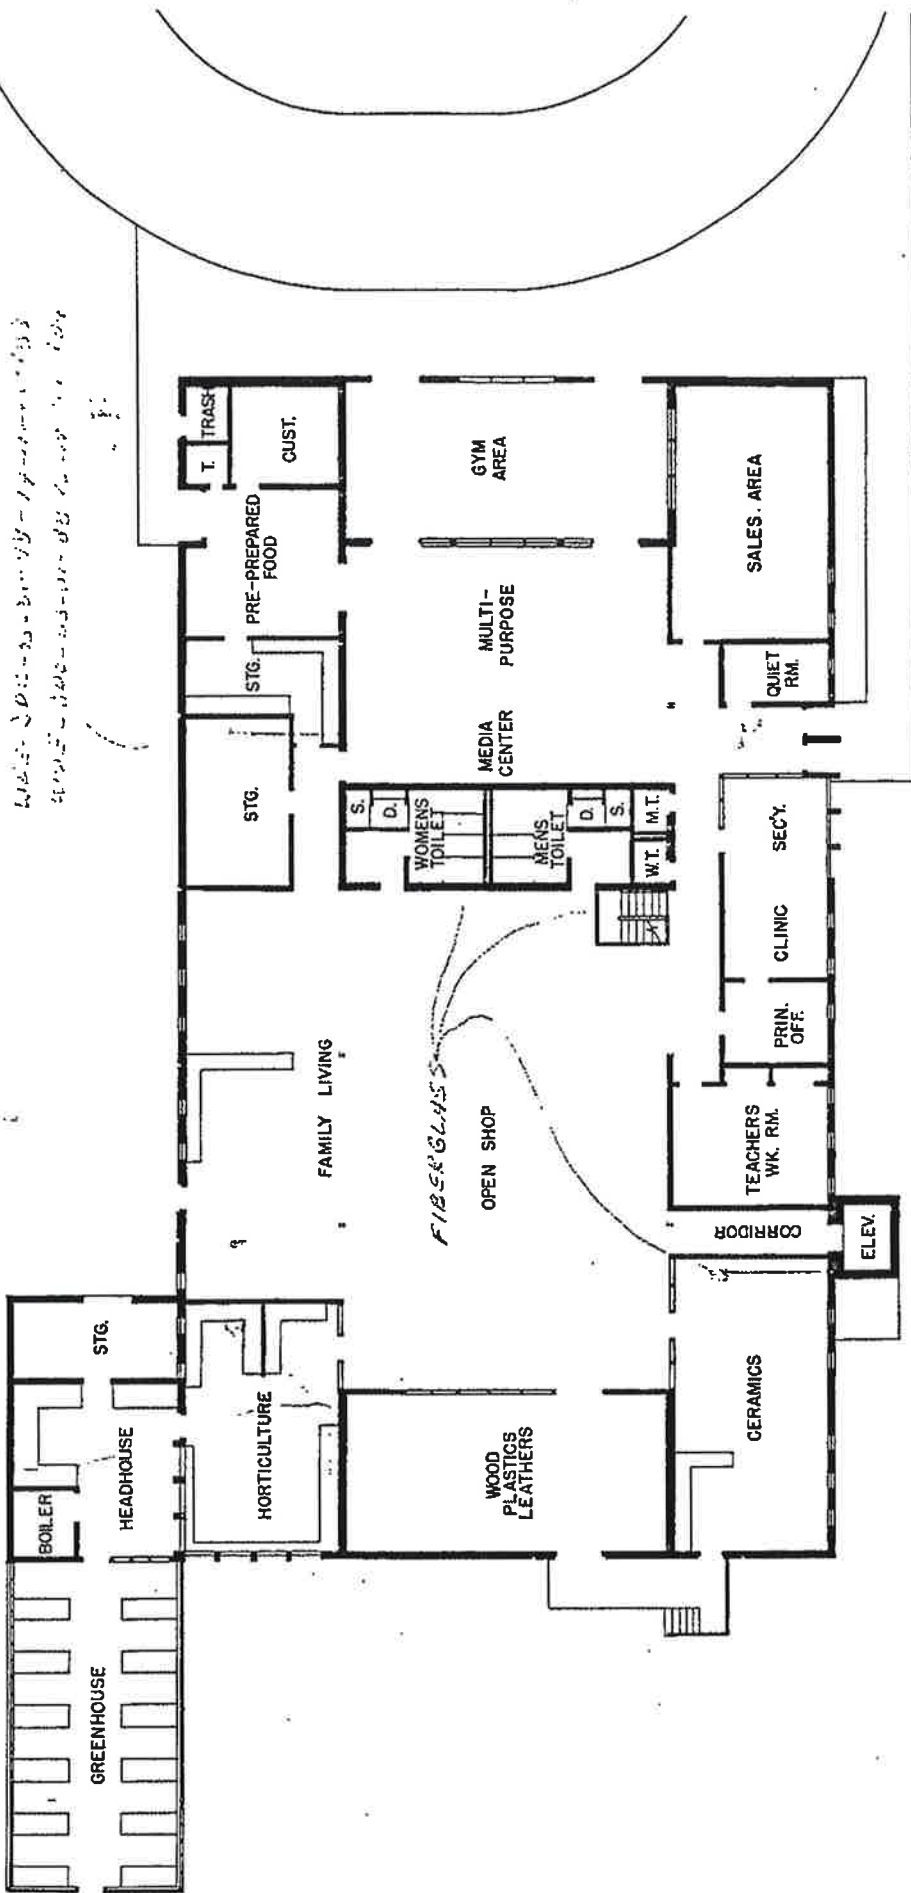 TRASH
T.
CUST.
PRE-PREPARED
FOOD
STG.
STG.
GYM
AREA
MULTI-
PURPOSE
MEDIA
CENTER
SALES. AREA
QUIET
RM.
S.
D.
WOMENS
TOILET
MENS
TOILET
D.
S.
M.T.
W.T.
SEC'Y.
CLINIC
PRIN.
OFF.
TEACHERS
WK. RM.
CORRIDOR
ELEV.
FAMILY LIVING
FIBERGLASS
OPEN SHOP
STG.
HEADHOUSE
BOILER
HORTICULTURE
WOOD
PLASTICS
LEATHERS
CERAMICS
GREENHOUSE